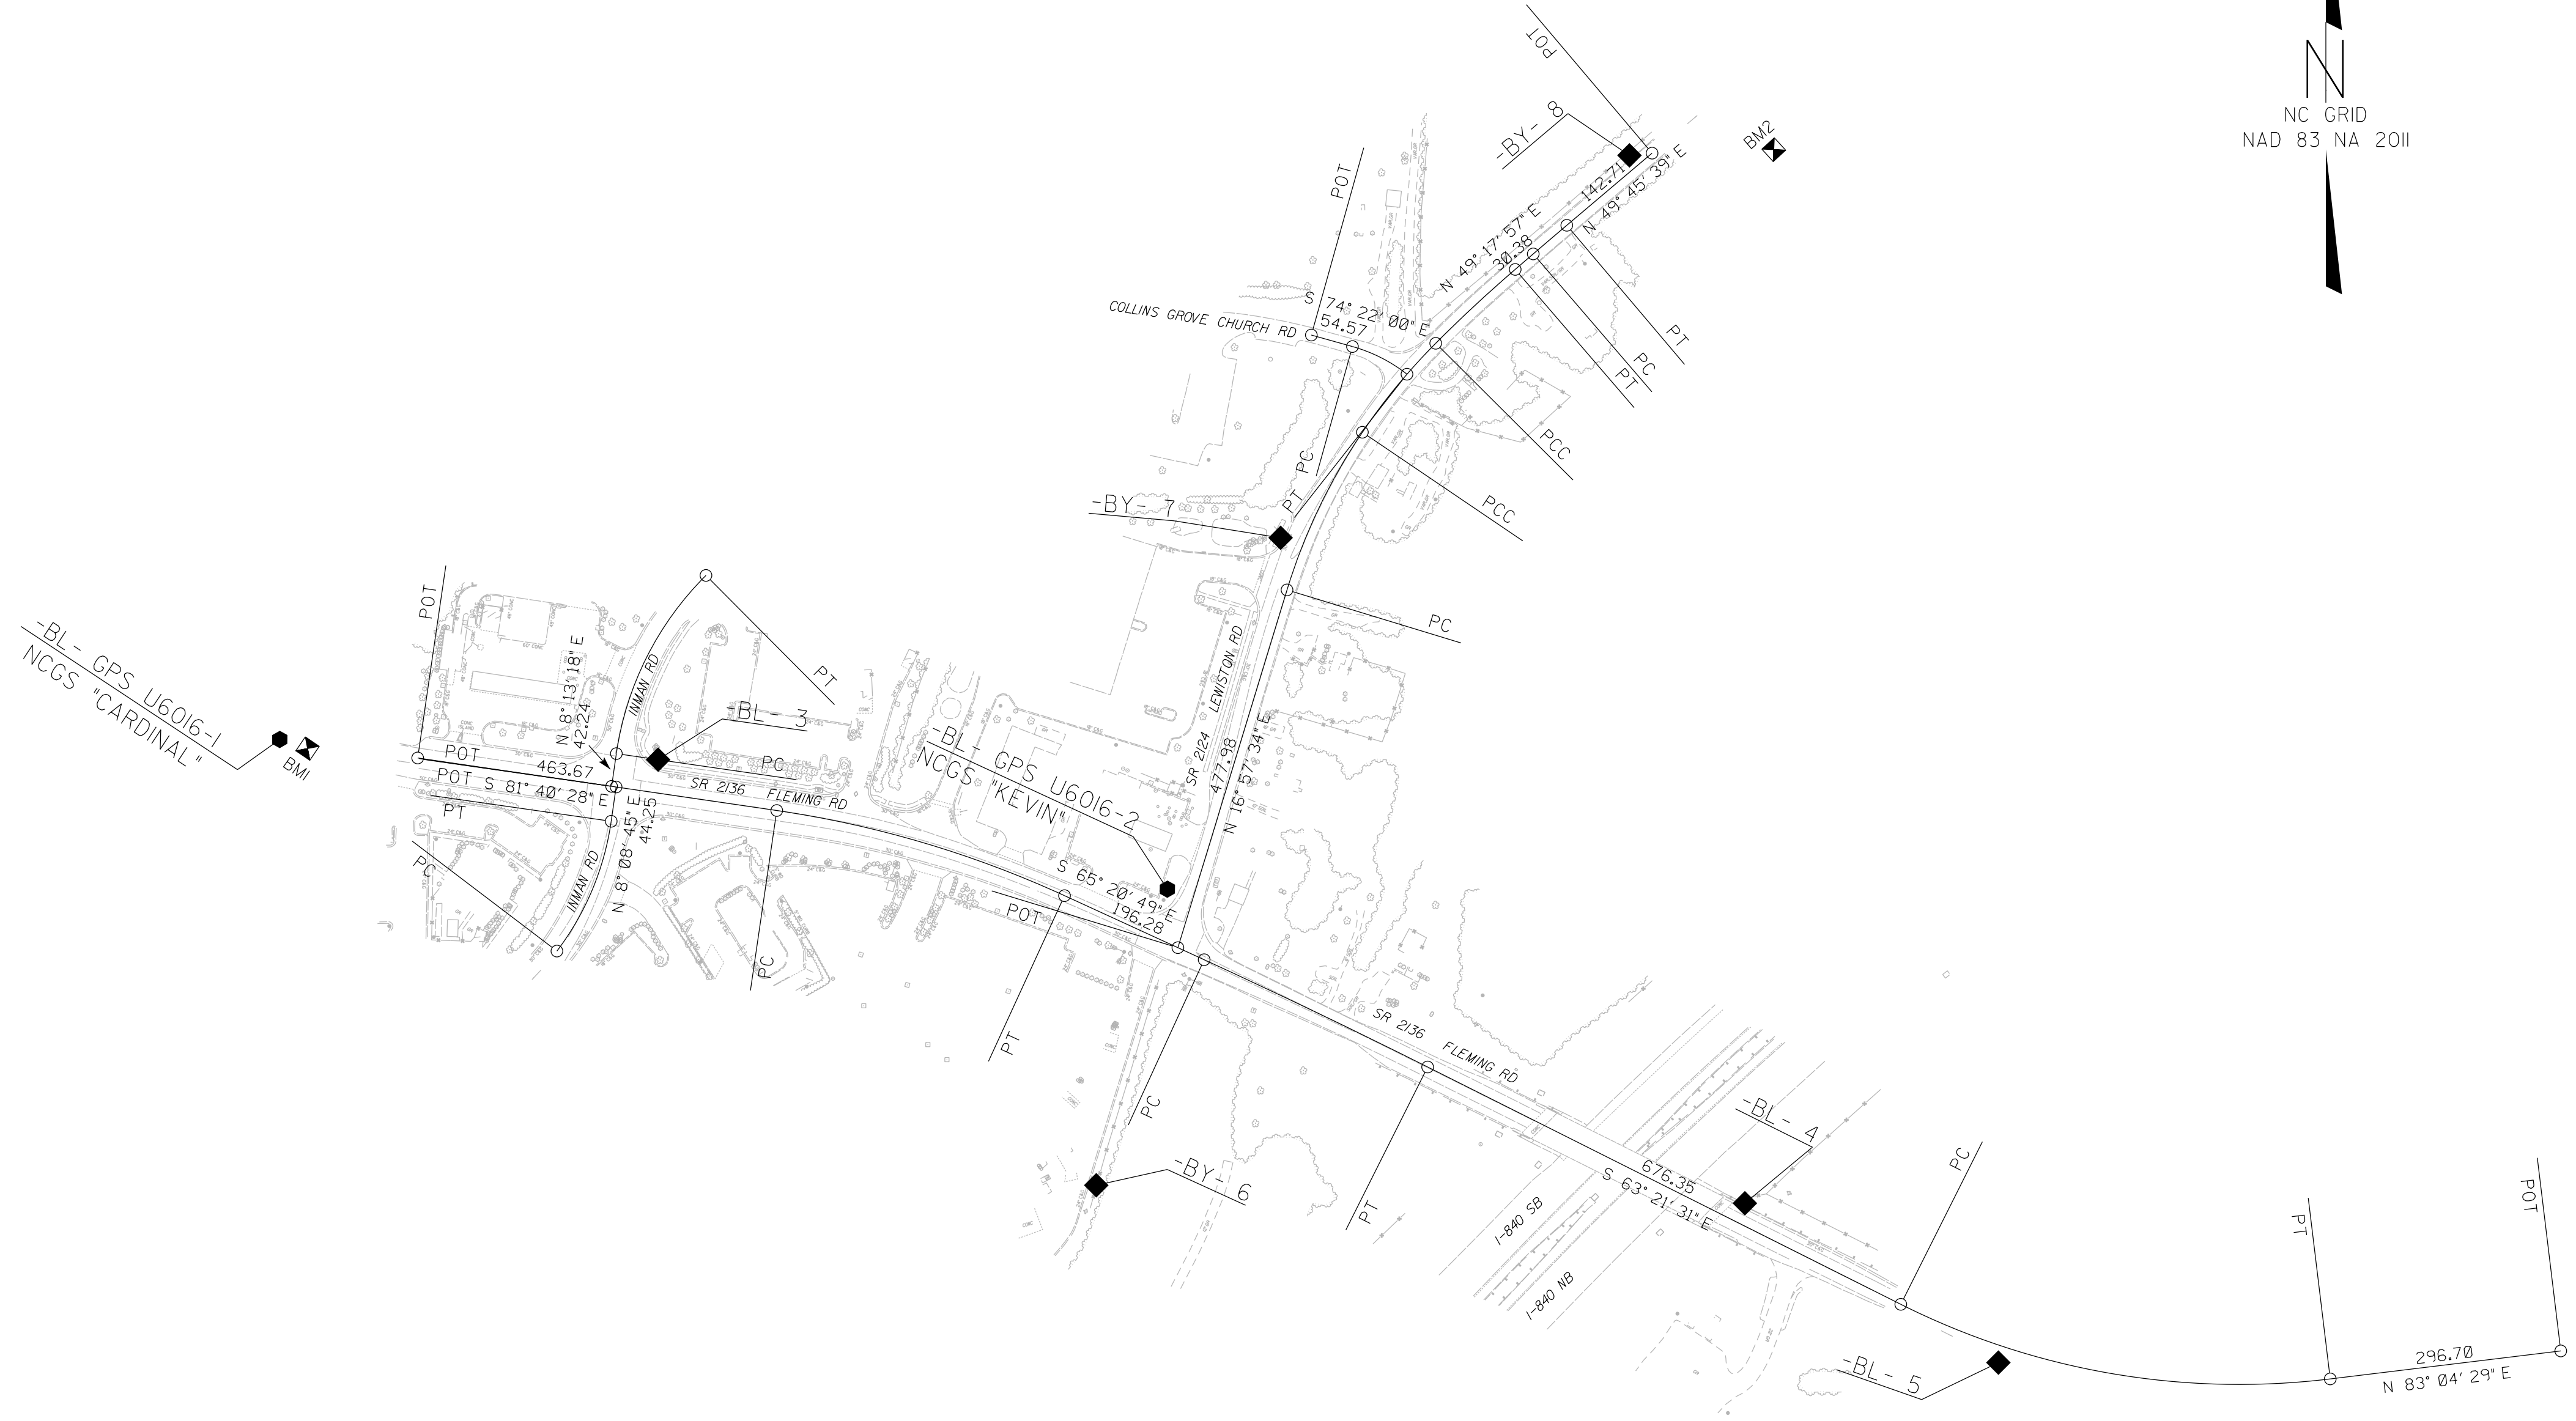 POT
N
NC GRID
NAD 83 NA 2011
-BY- 8
BM2
142.71
N 49° 45' 39" E
POT
N 49° 17' 57" E
30.38
S 74° 22' 00" E
54.57
COLLINS GROVE CHURCH RD
PT
PC
PT
PCC
PC
PT
PCC
-BY- 7
PC
POT
-BL- GPS U6016-1
NCGS "CARDINAL"
BM1
N 8° 13' 18" E
42.24
INMAN RD
PT
-BL- 3
PC
POT
463.67
POT S 81° 40' 28" E
PT
SR 2136 FLEMING RD
N 8° 08' 45" E
44.25
INMAN RD
PC
PC
-BL- GPS U6016-2
NCGS "KEVIN"
SR 2124 LEWISTON RD
477.98
N 16° 57' 34" E
S 65° 20' 49" E
196.28
POT
PT
PC
SR 2136 FLEMING RD
PT
-BY- 6
-BL- 4
676.35
S 63° 21' 31" E
I-840 SB
I-840 NB
PC
-BL- 5
PT
POT
296.70
N 83° 04' 29" E